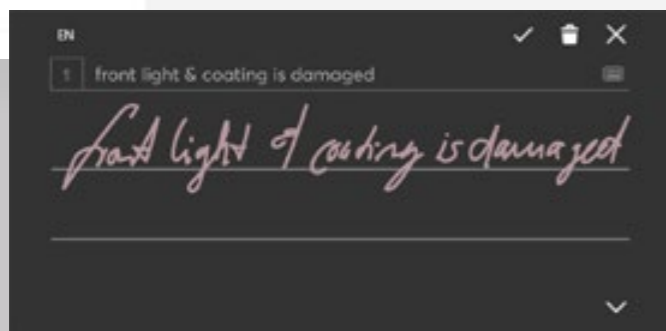 EN
1 front light & coating is damaged
front light & coating is damaged